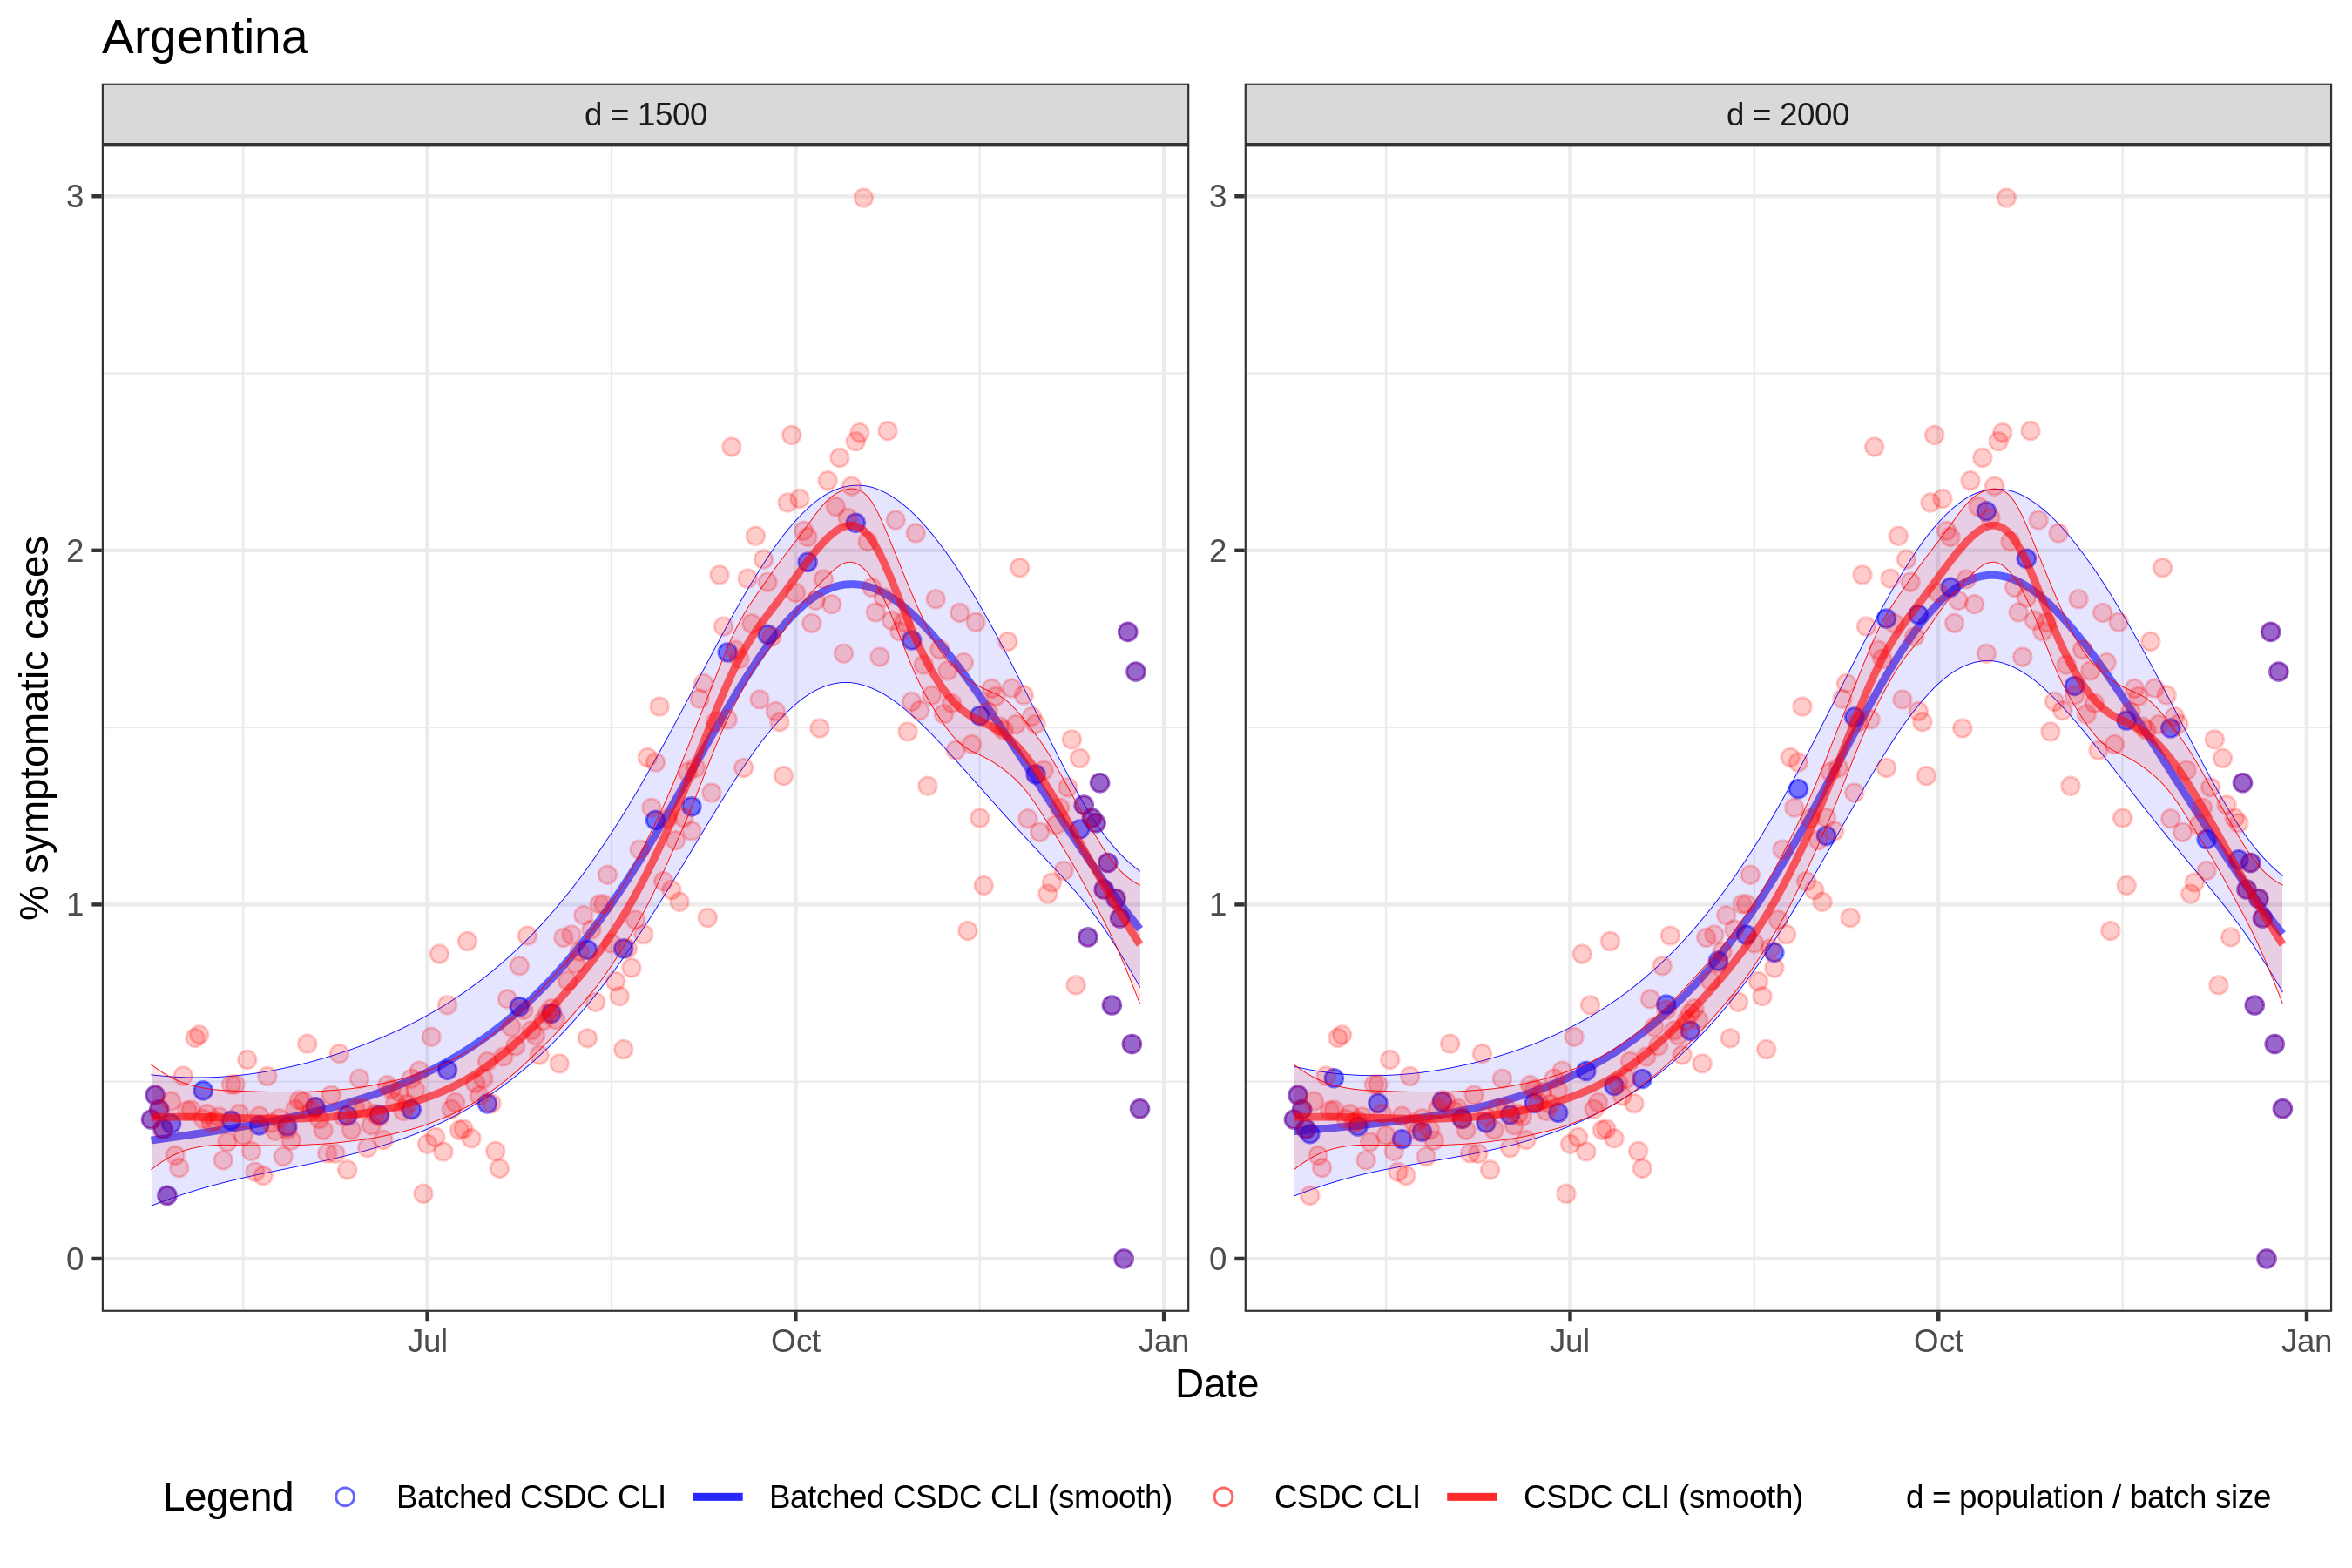 Argentina
d = 1500
d = 2000
% symptomatic cases
3
2
1
0
3
2
1
0
Jul
Oct
Jan
Jul
Oct
Jan
Date
Legend
Batched CSDC CLI
Batched CSDC CLI (smooth)
CSDC CLI
CSDC CLI (smooth)
d = population / batch size